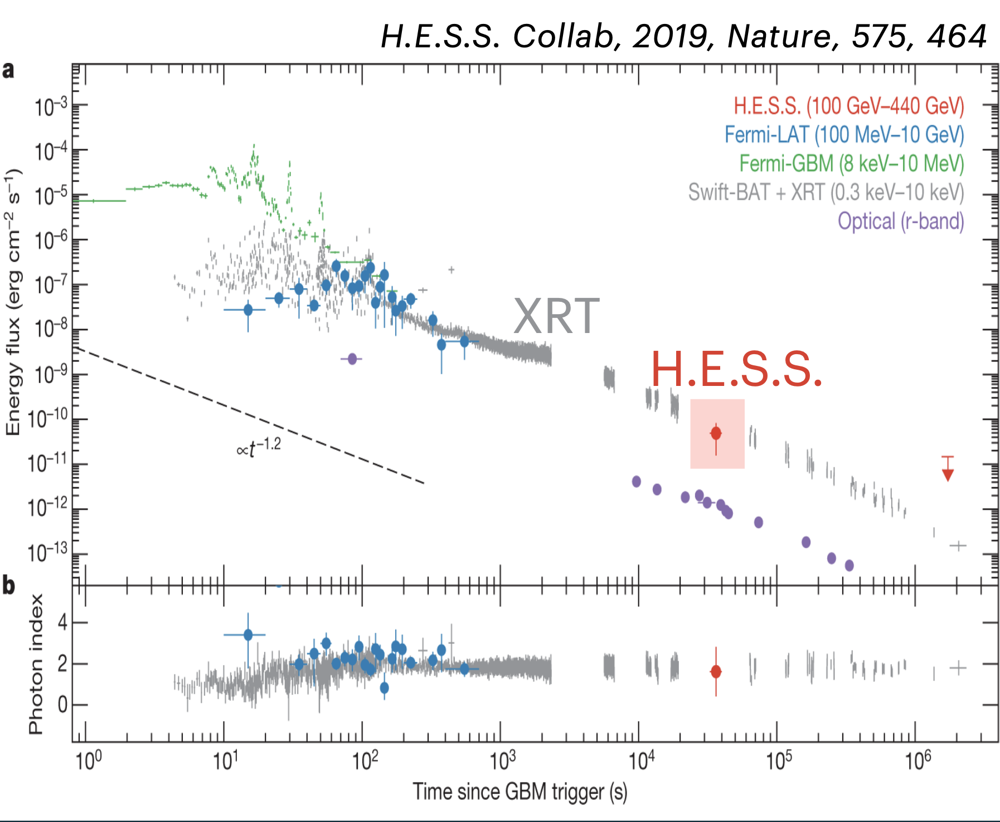 H.E.S.S. Collab, 2019, Nature, 575, 464
a
10⁻³
10⁻⁴
10⁻⁵
10⁻⁶
10⁻⁷
10⁻⁸
10⁻⁹
10⁻¹⁰
10⁻¹¹
10⁻¹²
10⁻¹³
Energy flux (erg cm⁻² s⁻¹)
H.E.S.S. (100 GeV–440 GeV)
Fermi-LAT (100 MeV–10 GeV)
Fermi-GBM (8 keV–10 MeV)
Swift-BAT + XRT (0.3 keV–10 keV)
Optical (r-band)
XRT
H.E.S.S.
∝t⁻¹·²
b
4
2
0
Photon index
10⁰ 10¹ 10² 10³ 10⁴ 10⁵ 10⁶
Time since GBM trigger (s)